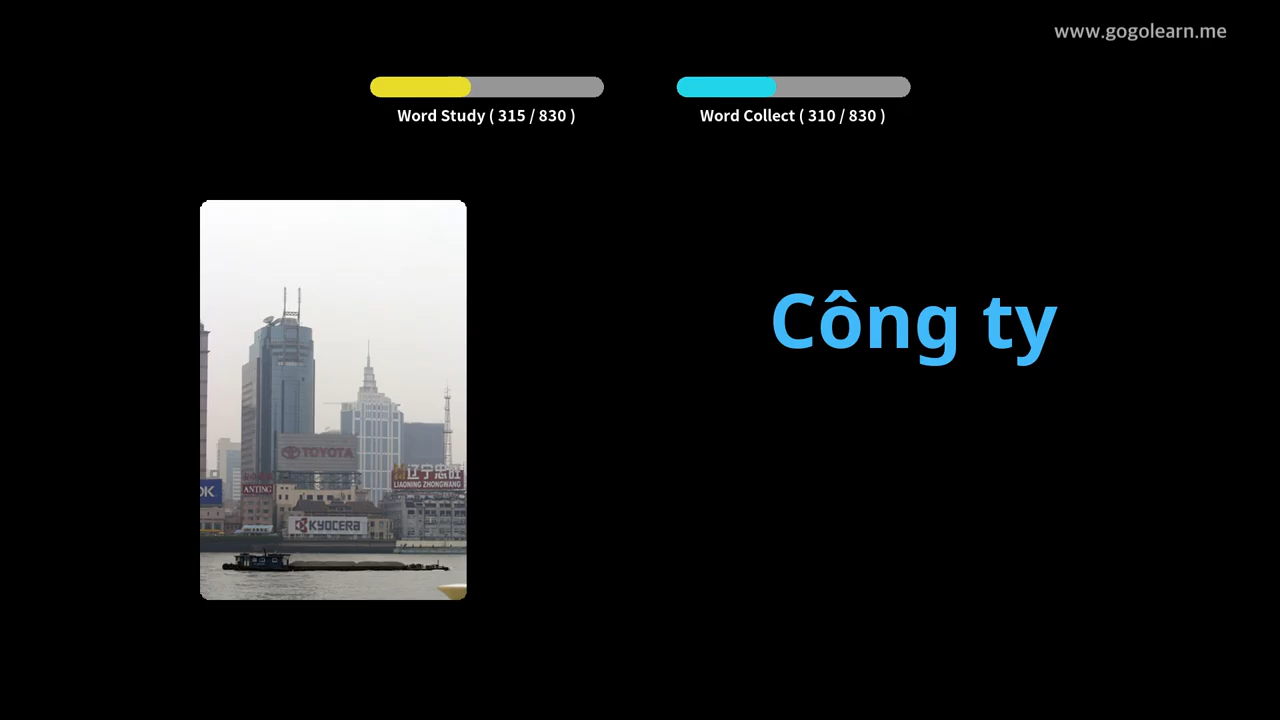 www.gogolearn.me
Word Study ( 315 / 830 )
Word Collect ( 310 / 830 )
Công ty
TOYOTA
辽宁忠旺
LIAONING ZHONGWANG
OK
ANTING
KYOCERA